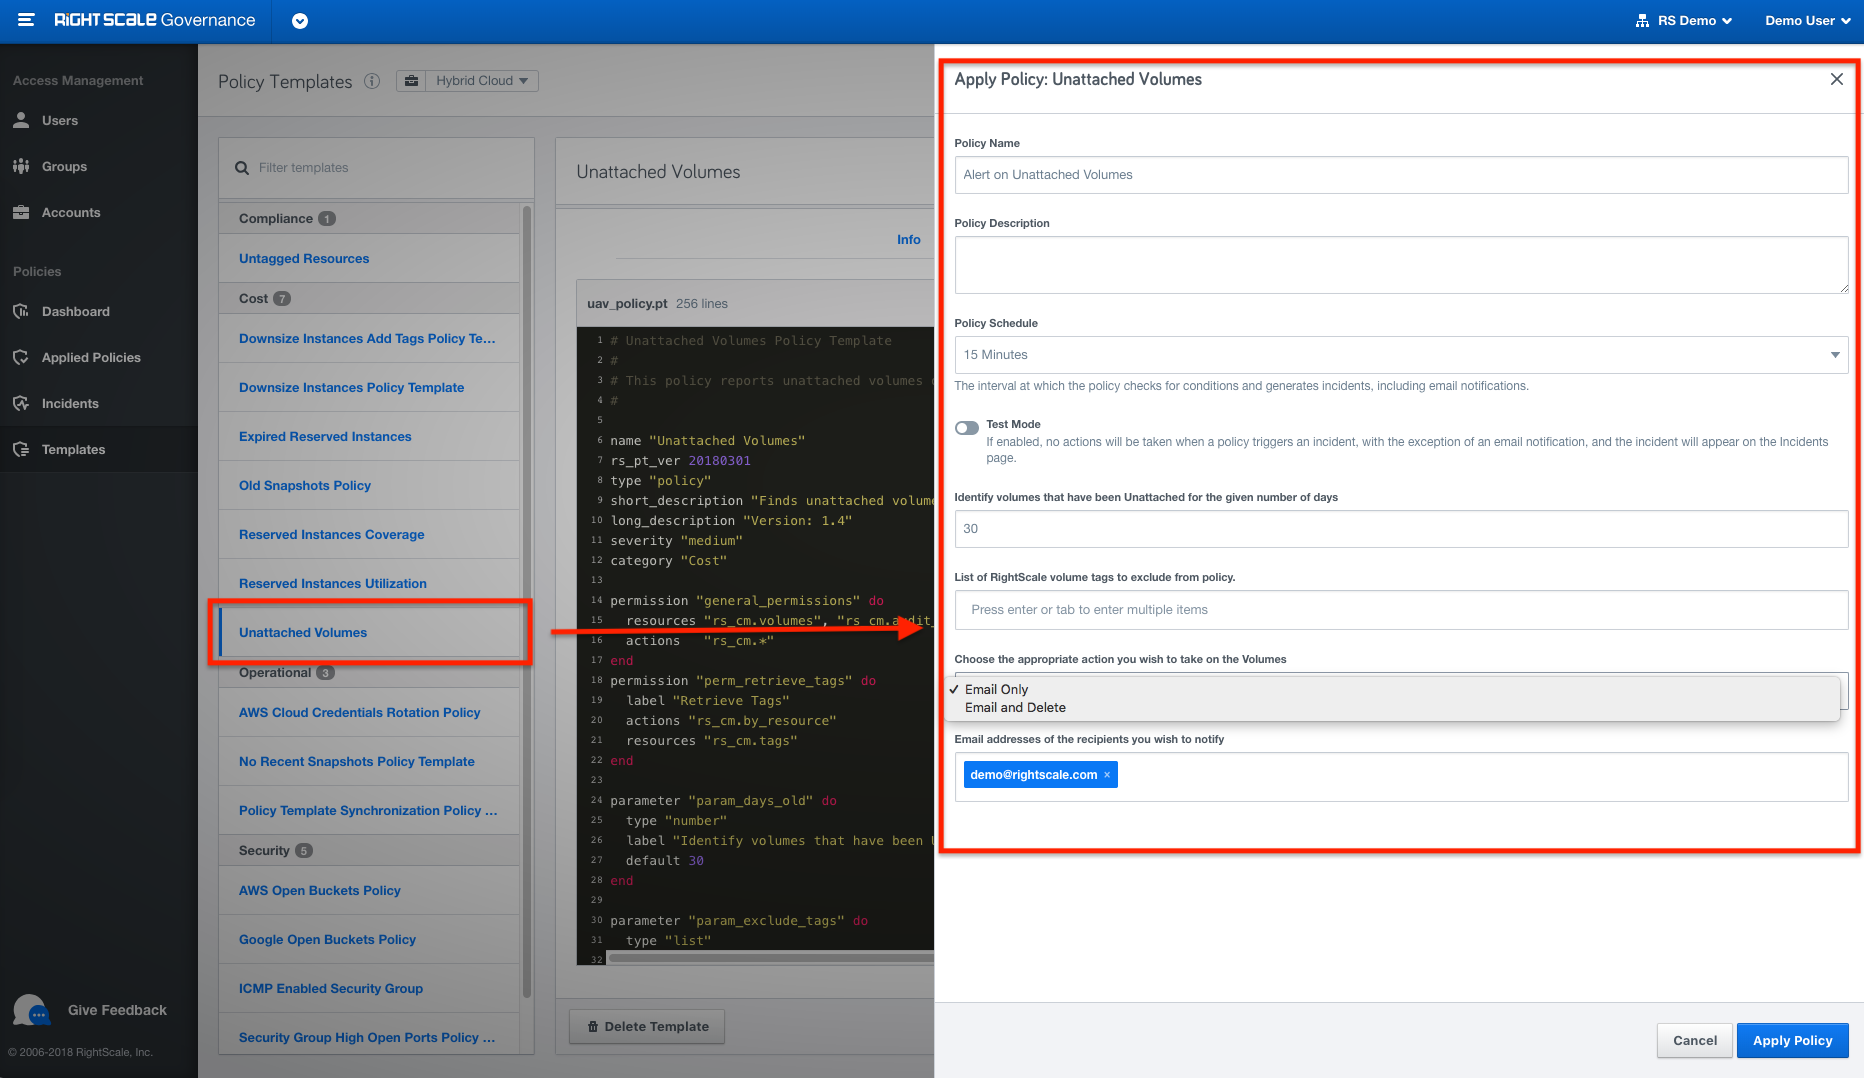 RIGHTSCALE Governance
RS Demo
Demo User
Access Management
Users
Groups
Accounts
Policies
Dashboard
Applied Policies
Incidents
Templates
Give Feedback
© 2006-2018 RightScale, Inc.
Policy Templates
Hybrid Cloud
Filter templates
Compliance 1
Untagged Resources
Cost 7
Downsize Instances Add Tags Policy Te...
Downsize Instances Policy Template
Expired Reserved Instances
Old Snapshots Policy
Reserved Instances Coverage
Reserved Instances Utilization
Unattached Volumes
Operational 3
AWS Cloud Credentials Rotation Policy
No Recent Snapshots Policy Template
Policy Template Synchronization Policy ...
Security 5
AWS Open Buckets Policy
Google Open Buckets Policy
ICMP Enabled Security Group
Security Group High Open Ports Policy ...
Unattached Volumes
Info
uav_policy.pt 256 lines
1 # Unattached Volumes Policy Template
2 #
3 # This policy reports unattached volumes
4 #
5
6 name "Unattached Volumes"
7 rs_pt_ver 20180301
8 type "policy"
9 short_description "Finds unattached volume
10 long_description "Version: 1.4"
11 severity "medium"
12 category "Cost"
13
14 permission "general_permissions" do
15 resources "rs_cm.volumes", "rs_cm.audit_
16 actions "rs_cm.*"
17 end
18 permission "perm_retrieve_tags" do
19 label "Retrieve Tags"
20 actions "rs_cm.by_resource"
21 resources "rs_cm.tags"
22 end
23
24 parameter "param_days_old" do
25 type "number"
26 label "Identify volumes that have been
27 default 30
28 end
29
30 parameter "param_exclude_tags" do
31 type "list"
32
Delete Template
Apply Policy: Unattached Volumes
Policy Name
Alert on Unattached Volumes
Policy Description
Policy Schedule
15 Minutes
The interval at which the policy checks for conditions and generates incidents, including email notifications.
Test Mode
If enabled, no actions will be taken when a policy triggers an incident, with the exception of an email notification, and the incident will appear on the Incidents
page.
Identify volumes that have been Unattached for the given number of days
30
List of RightScale volume tags to exclude from policy.
Press enter or tab to enter multiple items
Choose the appropriate action you wish to take on the Volumes
✓ Email Only
Email and Delete
Email addresses of the recipients you wish to notify
demo@rightscale.com ×
Cancel
Apply Policy